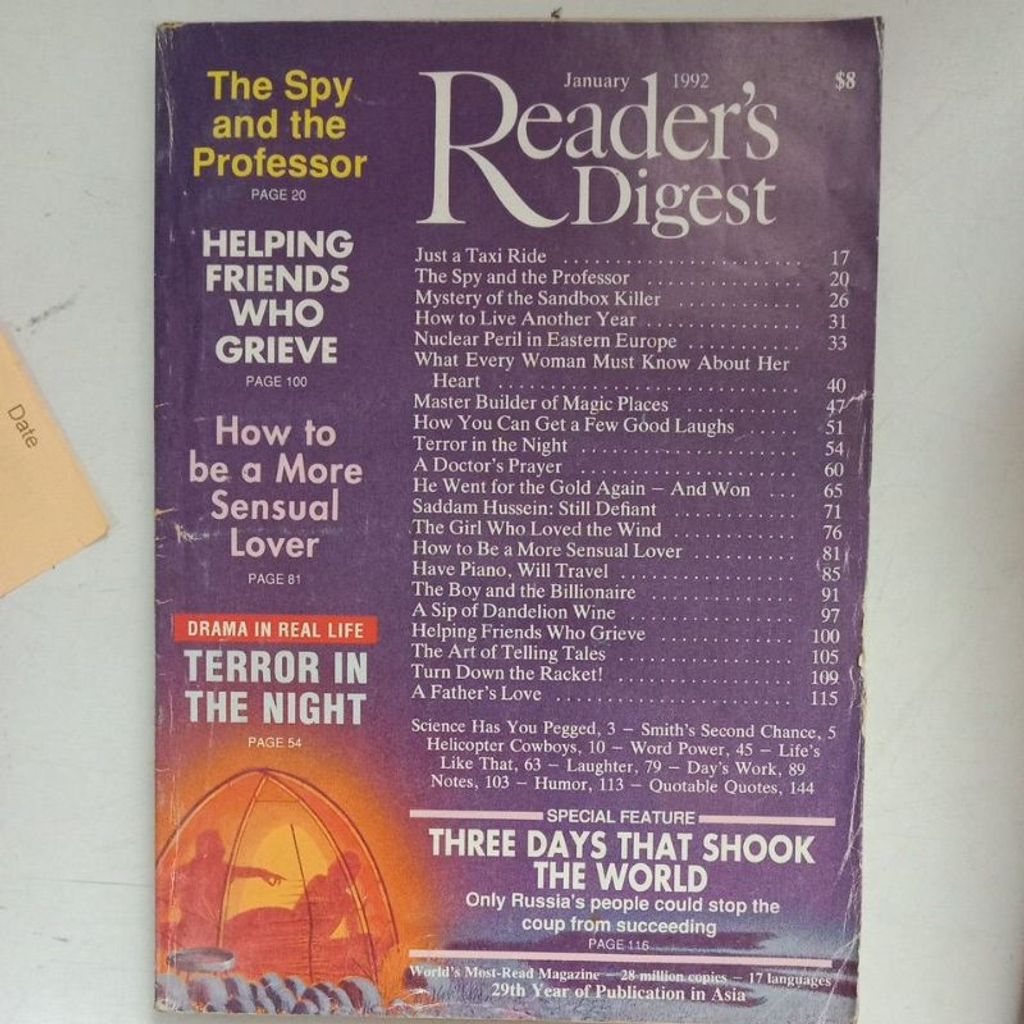 The Spy
and the
Professor
PAGE 20
HELPING
FRIENDS
WHO
GRIEVE
PAGE 100
How to
be a More
Sensual
Lover
PAGE 81
DRAMA IN REAL LIFE
TERROR IN
THE NIGHT
PAGE 54
January 1992 $8
Reader's
Digest
Just a Taxi Ride . . . . . . . . . . . . . . . . . . . . . . . 17
The Spy and the Professor . . . . . . . . . . . . . . . . 20
Mystery of the Sandbox Killer . . . . . . . . . . . . . 26
How to Live Another Year . . . . . . . . . . . . . . . 31
Nuclear Peril in Eastern Europe . . . . . . . . . . . 33
What Every Woman Must Know About Her
Heart . . . . . . . . . . . . . . . . . . . . . . . . . . . . . 40
Master Builder of Magic Places . . . . . . . . . . . 47
How You Can Get a Few Good Laughs . . . . . . 51
Terror in the Night . . . . . . . . . . . . . . . . . . . . . 54
A Doctor's Prayer . . . . . . . . . . . . . . . . . . . . . 60
He Went for the Gold Again – And Won . . . 65
Saddam Hussein: Still Defiant . . . . . . . . . . . . . 71
The Girl Who Loved the Wind . . . . . . . . . . . . 76
How to Be a More Sensual Lover . . . . . . . . . . 81
Have Piano, Will Travel . . . . . . . . . . . . . . . . . 85
The Boy and the Billionaire . . . . . . . . . . . . . . 91
A Sip of Dandelion Wine . . . . . . . . . . . . . . . . 97
Helping Friends Who Grieve . . . . . . . . . . . . . 100
The Art of Telling Tales . . . . . . . . . . . . . . . . . 105
Turn Down the Racket! . . . . . . . . . . . . . . . . . 109
A Father's Love . . . . . . . . . . . . . . . . . . . . . . . 115
Science Has You Pegged, 3 – Smith's Second Chance, 5
Helicopter Cowboys, 10 – Word Power, 45 – Life's
Like That, 63 – Laughter, 79 – Day's Work, 89
Notes, 103 – Humor, 113 – Quotable Quotes, 144
SPECIAL FEATURE
THREE DAYS THAT SHOOK
THE WORLD
Only Russia's people could stop the
coup from succeeding
PAGE 116
World's Most-Read Magazine – 28 million copies – 17 languages
29th Year of Publication in Asia
Date